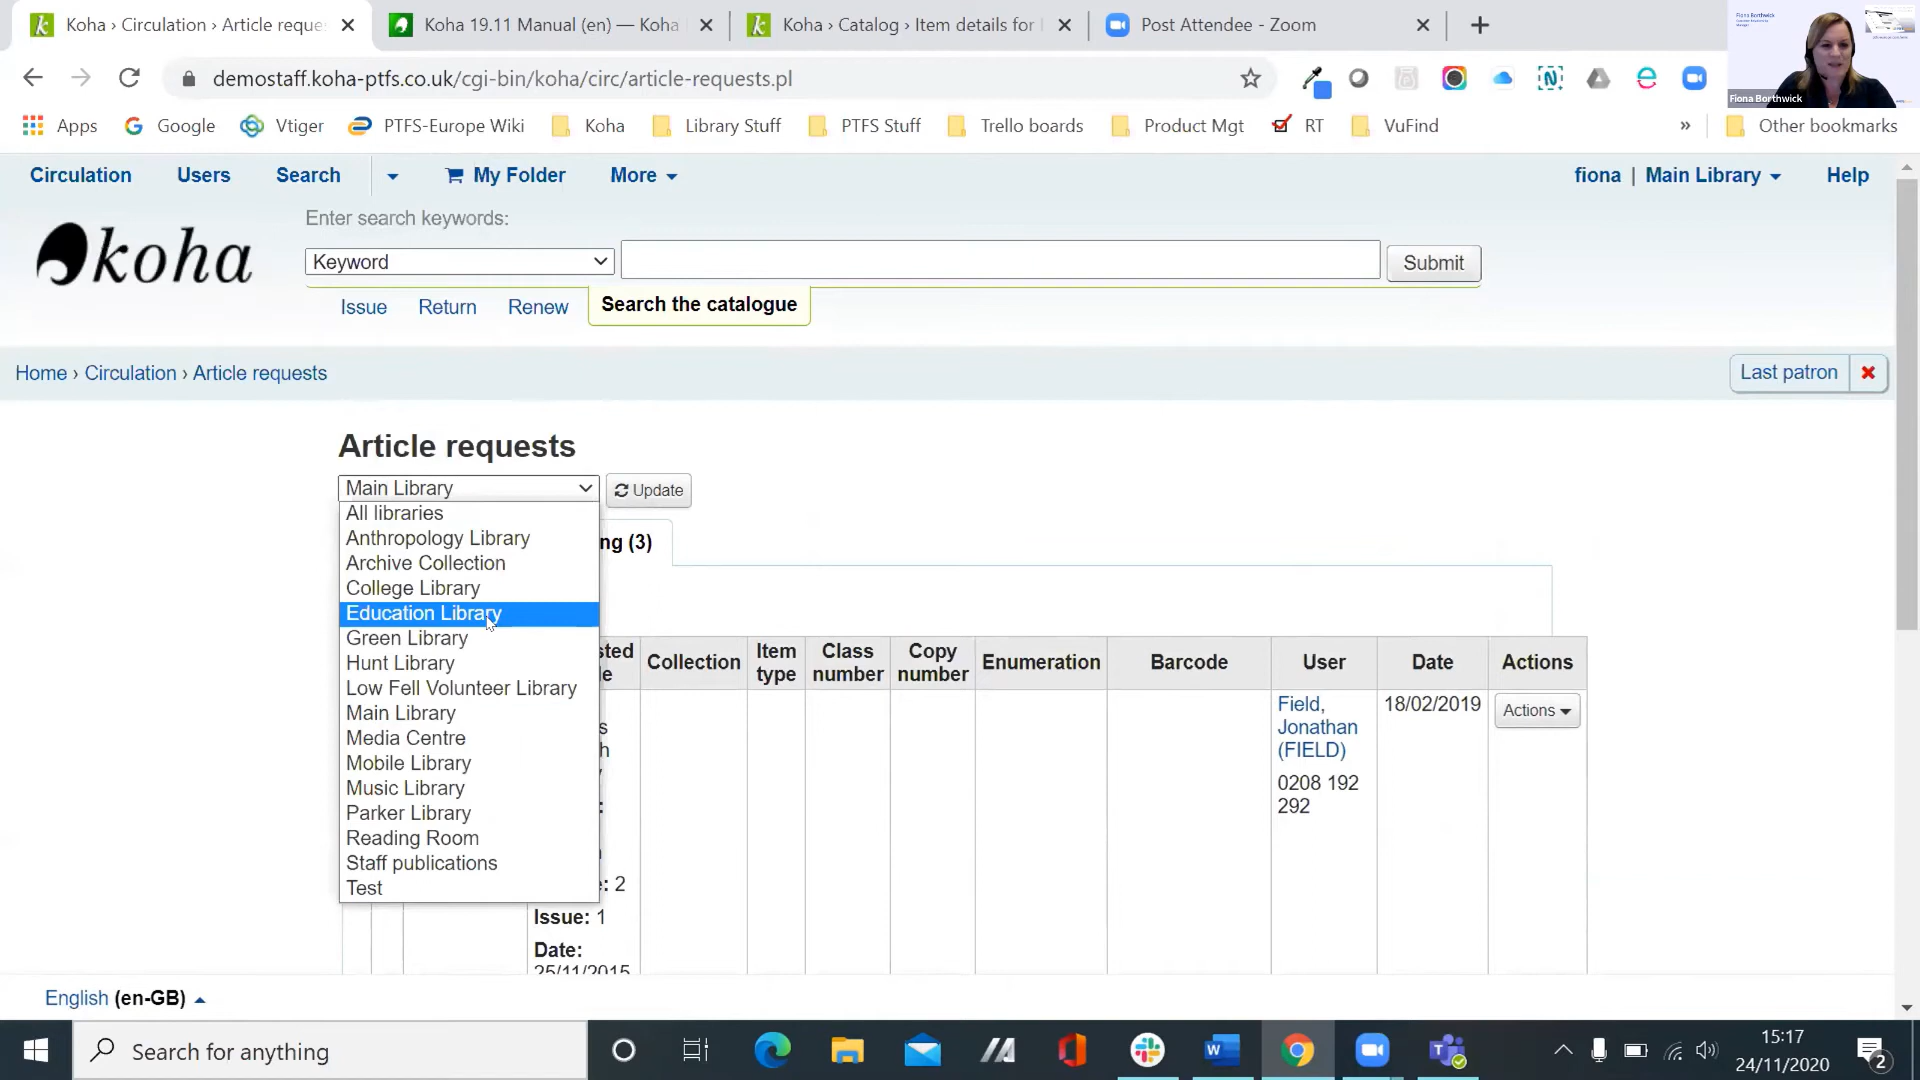 Koha › Circulation › Article reque
Koha 19.11 Manual (en) — Koha
Koha › Catalog › Item details for
Post Attendee - Zoom
demostaff.koha-ptfs.co.uk/cgi-bin/koha/circ/article-requests.pl
Fiona Borthwick
Fiona Borthwick
Apps
Google
Vtiger
PTFS-Europe Wiki
Koha
Library Stuff
PTFS Stuff
Trello boards
Product Mgt
RT
VuFind
»
Other bookmarks
Circulation
Users
Search
My Folder
More
fiona | Main Library
Help
Enter search keywords:
koha
Keyword
Submit
Issue
Return
Renew
Search the catalogue
Home › Circulation › Article requests
Last patron
Article requests
Main Library
Update
All libraries
Anthropology Library
Archive Collection
College Library
Education Library
Green Library
Hunt Library
Low Fell Volunteer Library
Main Library
Media Centre
Mobile Library
Music Library
Parker Library
Reading Room
Staff publications
Test
ng (3)
sted
Collection
Item type
Class number
Copy number
Enumeration
Barcode
User
Date
Actions
Field,
Jonathan
(FIELD)
0208 192
292
18/02/2019
Actions
: 2
Issue: 1
Date:
25/11/2015
English (en-GB)
Search for anything
15:17
24/11/2020
2